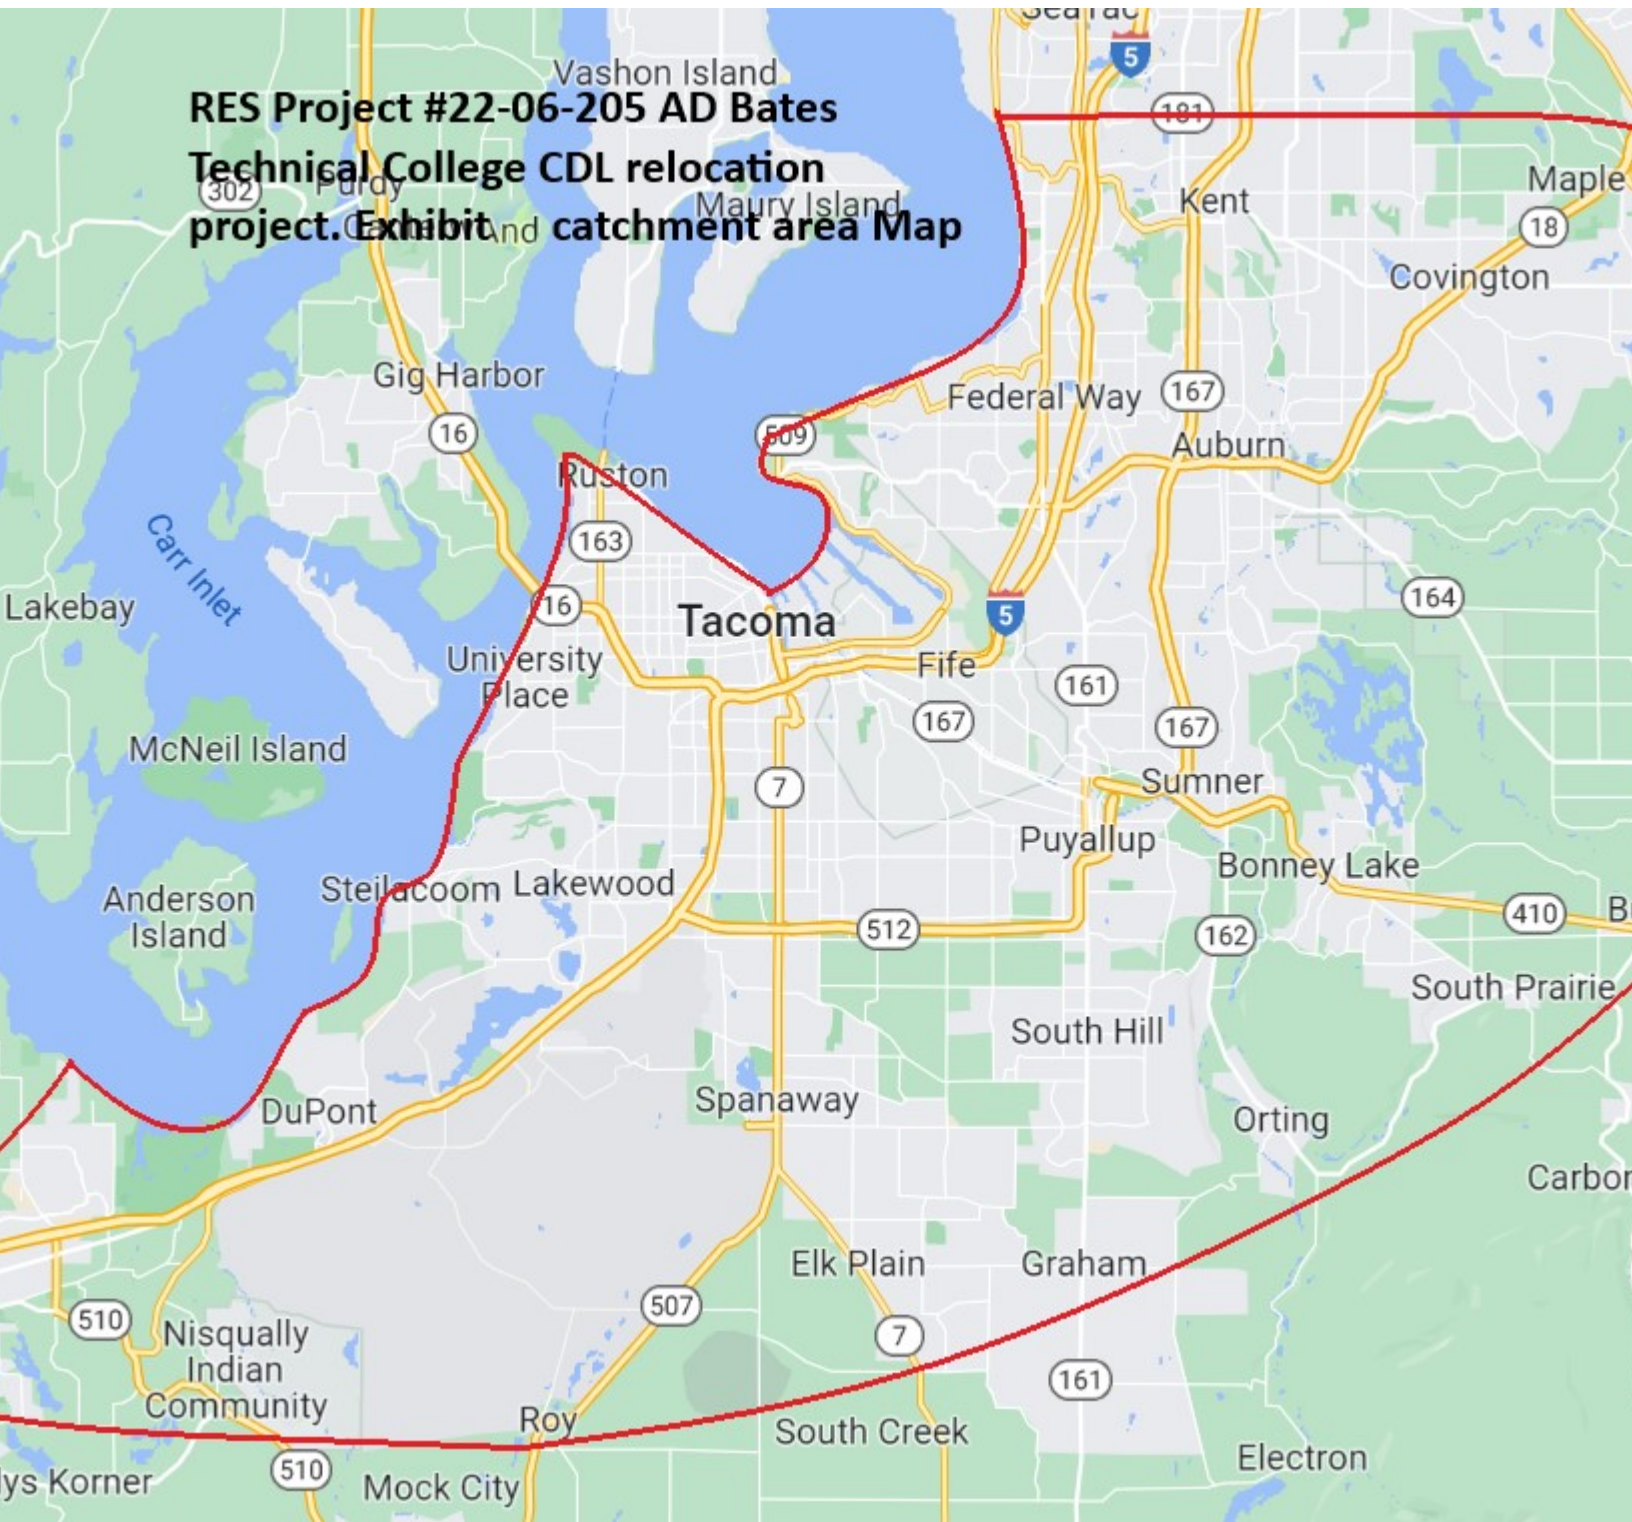 SeaTac
5
Vashon Island
RES Project #22-06-205 AD Bates
181
Technical College CDL relocation
302
Purdy
Maple
Maury Island
Kent
project. Exhibit catchment area Map
And
18
Covington
Gig Harbor
Federal Way
167
16
509
Auburn
Ruston
163
Carr Inlet
164
Lakebay
16
5
Tacoma
University
Place
Fife
161
167
167
McNeil Island
7
Sumner
Puyallup
Bonney Lake
Steilacoom
Lakewood
Anderson
Island
410
B
512
162
South Prairie
South Hill
Spanaway
DuPont
Orting
Carbon
Elk Plain
Graham
507
510
7
Nisqually
Indian
Community
161
Roy
South Creek
510
Electron
lys Korner
Mock City